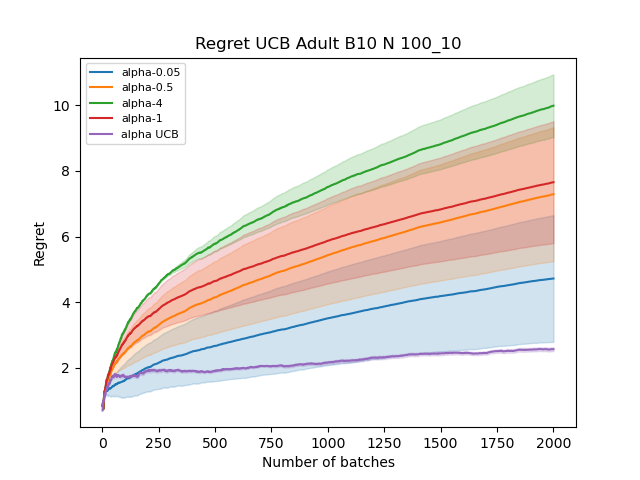 Regret UCB Adult B10 N 100_10
alpha-0.05
alpha-0.5
alpha-4
alpha-1
alpha UCB
10
8
6
4
2
Regret
0 250 500 750 1000 1250 1500 1750 2000
Number of batches